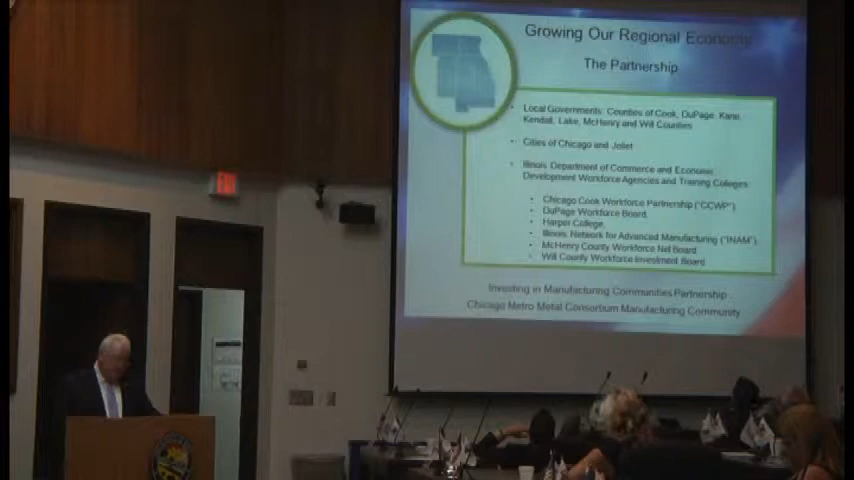 Growing Our Regional Economy
The Partnership
Local Governments: Counties of Cook, DuPage, Kane,
Kendall, Lake, McHenry and Will Counties
Cities of Chicago and Joliet
Illinois Department of Commerce and Economic
Development Workforce Agencies and Training Colleges:
Chicago Cook Workforce Partnership ("CCWP")
DuPage Workforce Board,
Harper College,
Illinois Network for Advanced Manufacturing ("INAM")
McHenry County Workforce Net Board
Will County Workforce Investment Board
Investing in Manufacturing Communities Partnership
Chicago Metro Metal Consortium Manufacturing Community
EXIT